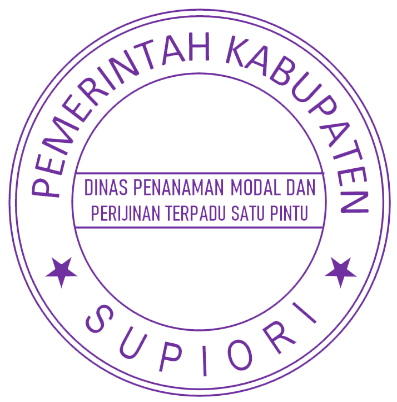 PEMERINTAH KABUPATEN
DINAS PENANAMAN MODAL DAN
PERIJINAN TERPADU SATU PINTU
SUPIORI